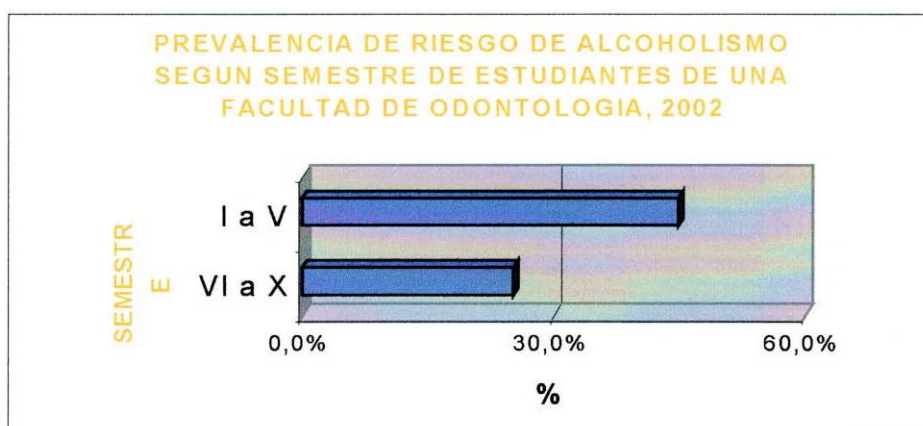 PREVALENCIA DE RIESGO DE ALCOHOLISMO
SEGUN SEMESTRE DE ESTUDIANTES DE UNA
FACULTAD DE ODONTOLOGIA, 2002
SEMESTR
E
I a V
VI a X
0,0%
30,0%
60,0%
%